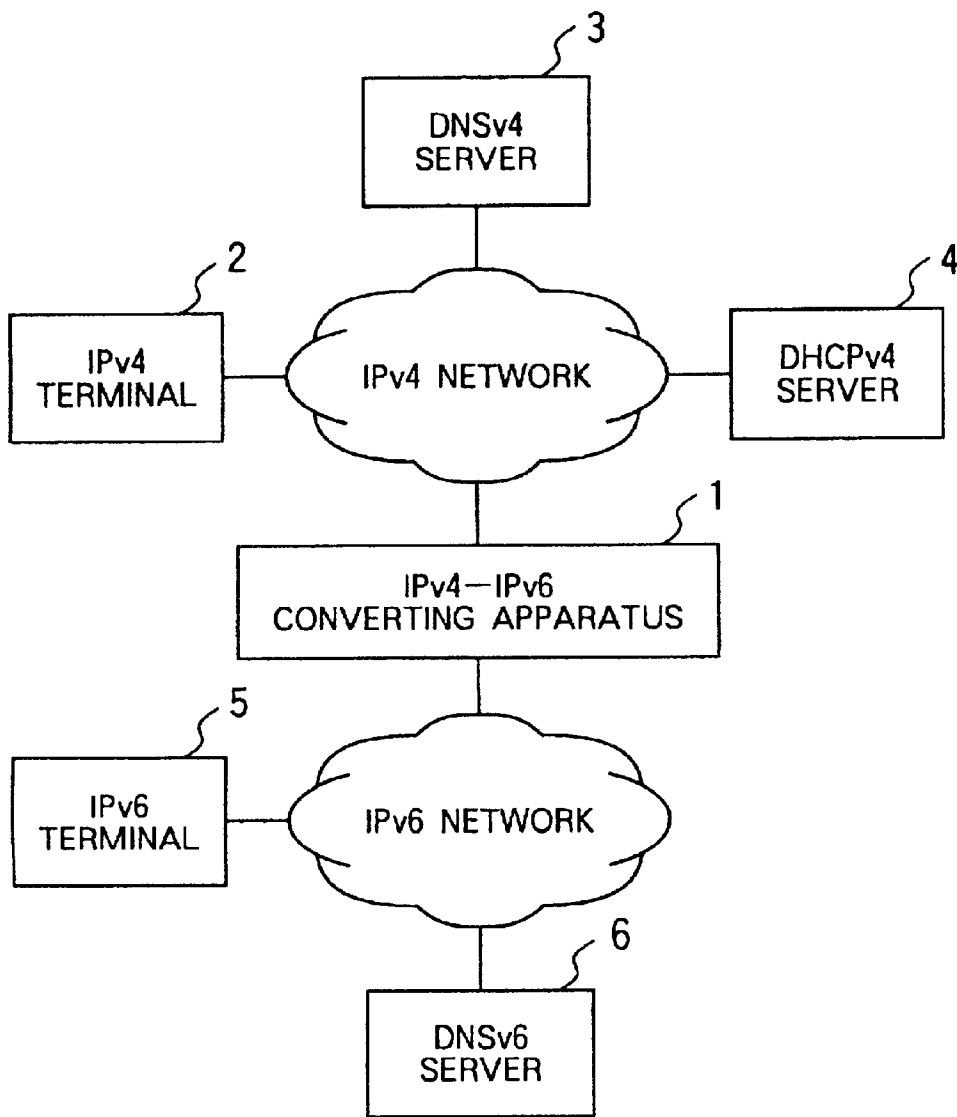 3
DNSv4
SERVER
2
4
IPv4
TERMINAL
IPv4 NETWORK
DHCPv4
SERVER
1
IPv4—IPv6
CONVERTING APPARATUS
5
IPv6
TERMINAL
IPv6 NETWORK
6
DNSv6
SERVER